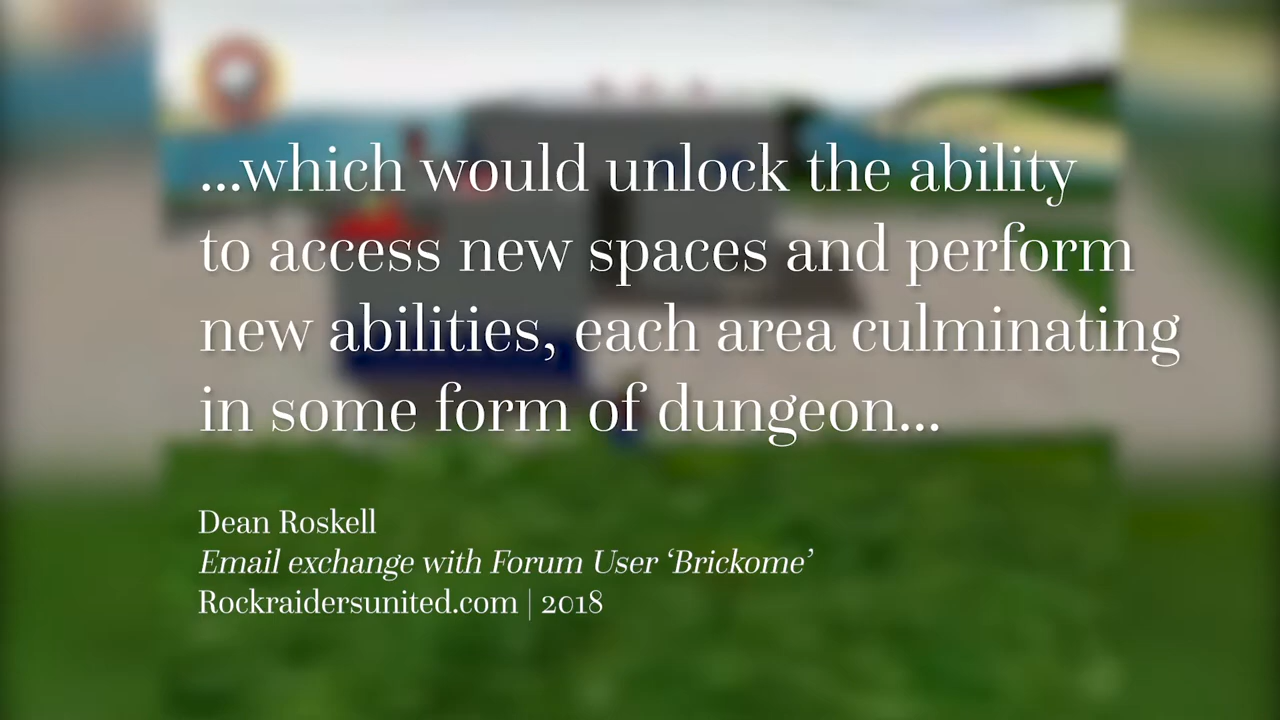 ...which would unlock the ability
to access new spaces and perform
new abilities, each area culminating
in some form of dungeon...
Dean Roskell
Email exchange with Forum User ‘Brickome’
Rockraidersunited.com | 2018